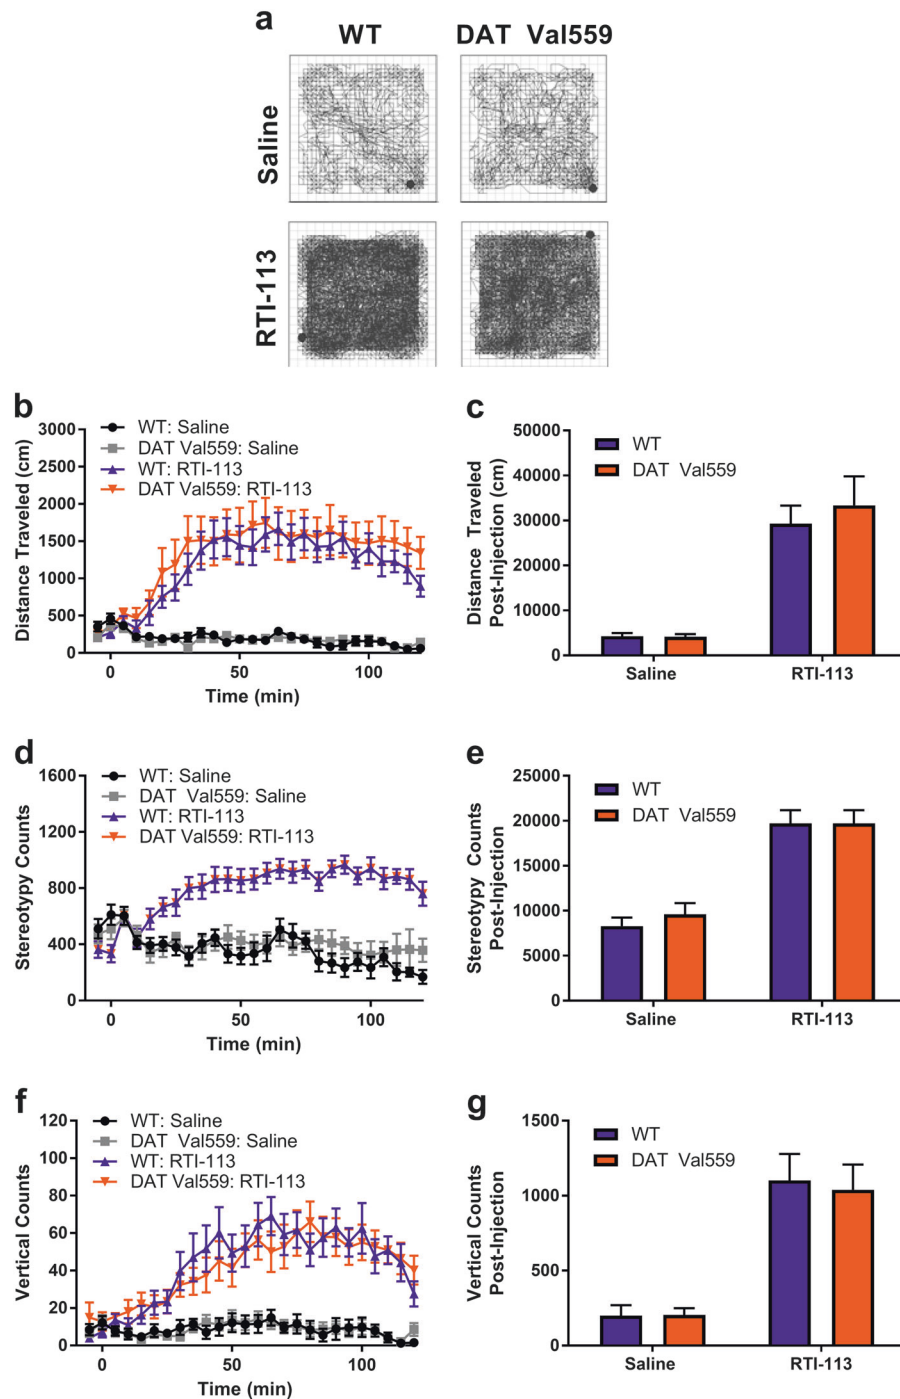 a
WT
DAT Val559
Saline
RTI-113
b
WT: Saline
DAT Val559: Saline
WT: RTI-113
DAT Val559: RTI-113
Distance Traveled (cm)
3000
2500
2000
1500
1000
500
0
0 50 100
Time (min)
c
WT
DAT Val559
Distance Traveled
Post-Injection (cm)
50000
40000
30000
20000
10000
0
Saline RTI-113
d
WT: Saline
DAT Val559: Saline
WT: RTI-113
DAT Val559: RTI-113
Stereotypy Counts
1600
1200
800
400
0
0 50 100
Time (min)
e
WT
DAT Val559
Stereotypy Counts
Post-Injection
25000
20000
15000
10000
5000
0
Saline RTI-113
f
WT: Saline
DAT Val559: Saline
WT: RTI-113
DAT Val559: RTI-113
Vertical Counts
120
100
80
60
40
20
0
0 50 100
Time (min)
g
WT
DAT Val559
Vertical Counts
Post-Injection
1500
1000
500
0
Saline RTI-113